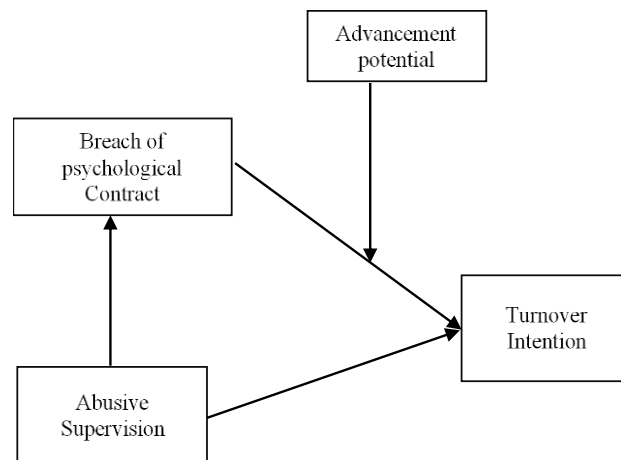 Advancement
potential
Breach of
psychological
Contract
Turnover
Intention
Abusive
Supervision